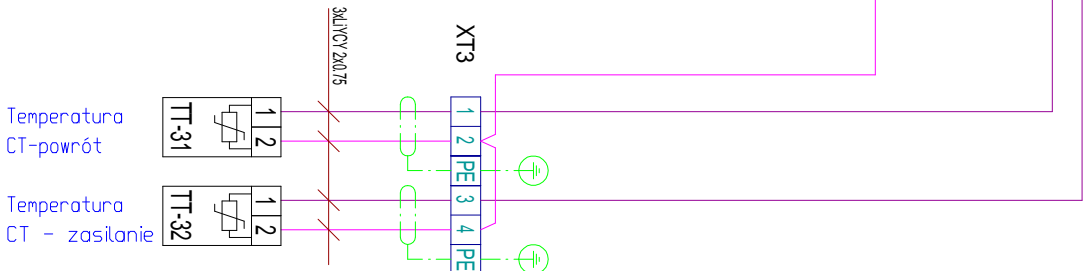 3xLiYCY 2x0.75
XT3
Temperatura
CT-powrót
TT-31
1
2
1
2
PE
Temperatura
CT - zasilanie
TT-32
1
2
3
4
PE